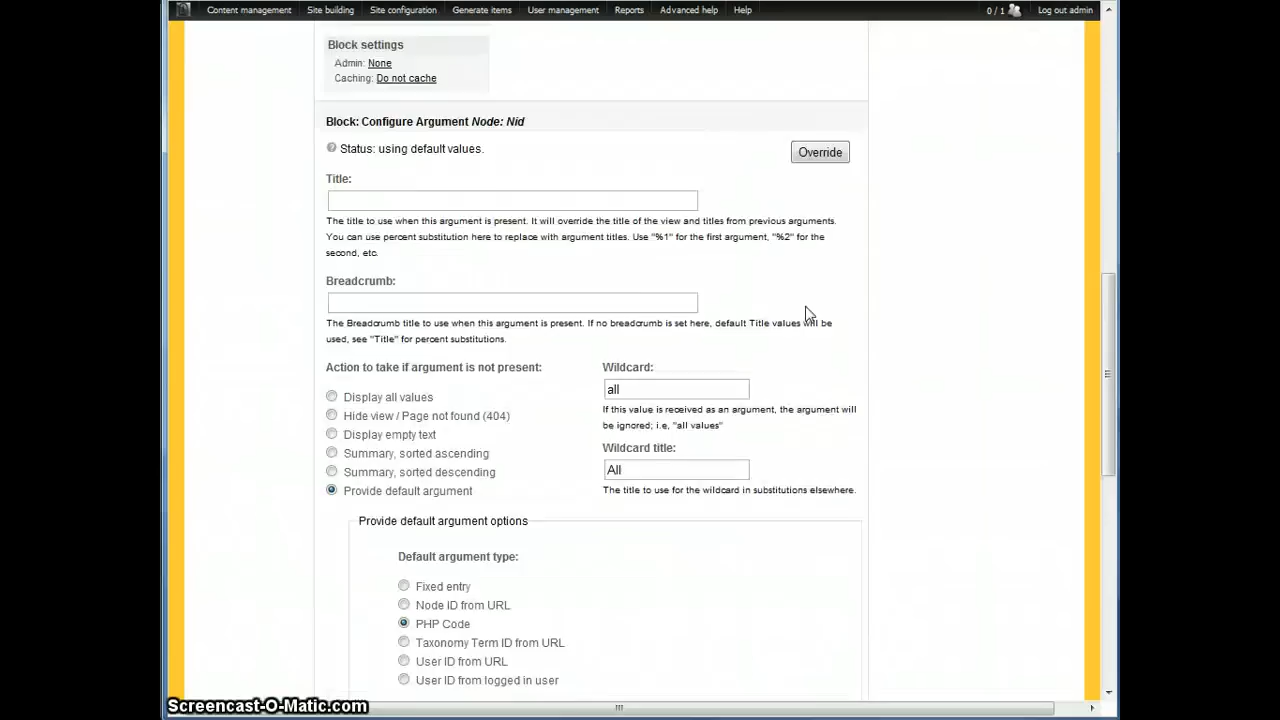 Content management Site building Site configuration Generate items User management Reports Advanced help Help 0 / 1 Log out admin
Block settings
Admin: None
Caching: Do not cache
Block: Configure Argument Node: Nid
Status: using default values.
Override
Title:
The title to use when this argument is present. It will override the title of the view and titles from previous arguments.
You can use percent substitution here to replace with argument titles. Use "%1" for the first argument, "%2" for the
second, etc.
Breadcrumb:
The Breadcrumb title to use when this argument is present. If no breadcrumb is set here, default Title values will be
used, see "Title" for percent substitutions.
Action to take if argument is not present:
Display all values
Hide view / Page not found (404)
Display empty text
Summary, sorted ascending
Summary, sorted descending
Provide default argument
Wildcard:
all
If this value is received as an argument, the argument will
be ignored; i.e, "all values"
Wildcard title:
All
The title to use for the wildcard in substitutions elsewhere.
Provide default argument options
Default argument type:
Fixed entry
Node ID from URL
PHP Code
Taxonomy Term ID from URL
User ID from URL
User ID from logged in user
Screencast-O-Matic.com